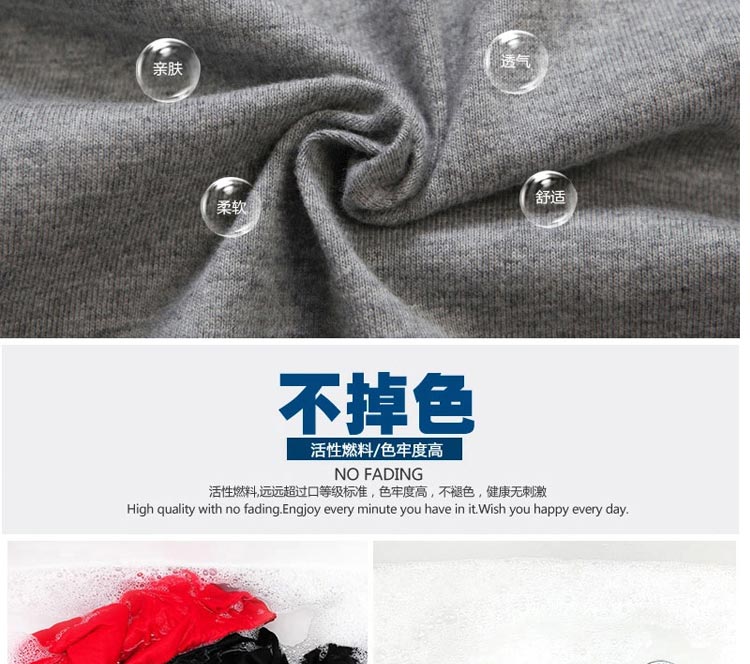 亲肤
透气
柔软
舒适
不掉色
活性燃料/色牢度高
NO FADING
活性燃料,远远超过口等级标准，色牢度高，不褪色，健康无刺激
High quality with no fading.Engjoy every minute you have in it.Wish you happy every day.